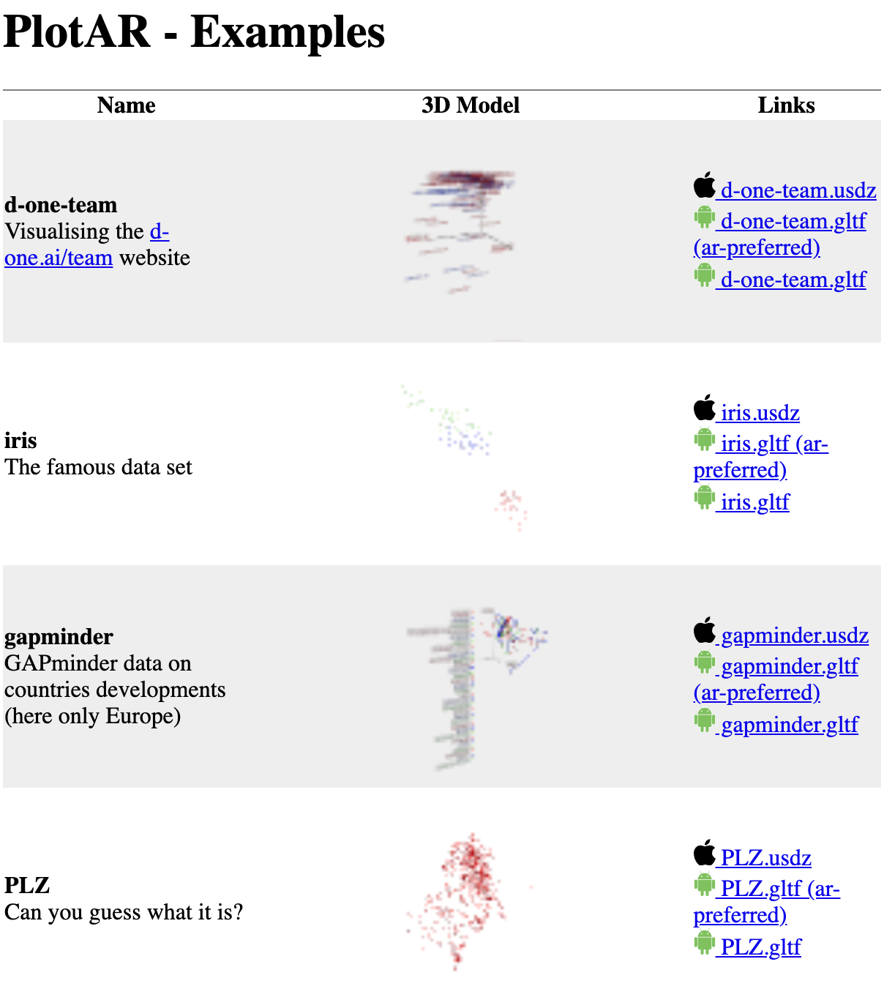 PlotAR - Examples
Name 3D Model Links
d-one-team
Visualising the d-
one.ai/team website
d-one-team.usdz
d-one-team.gltf
(ar-preferred)
d-one-team.gltf
iris
The famous data set
iris.usdz
iris.gltf (ar-
preferred)
iris.gltf
gapminder
GAPminder data on
countries developments
(here only Europe)
gapminder.usdz
gapminder.gltf
(ar-preferred)
gapminder.gltf
PLZ
Can you guess what it is?
PLZ.usdz
PLZ.gltf (ar-
preferred)
PLZ.gltf